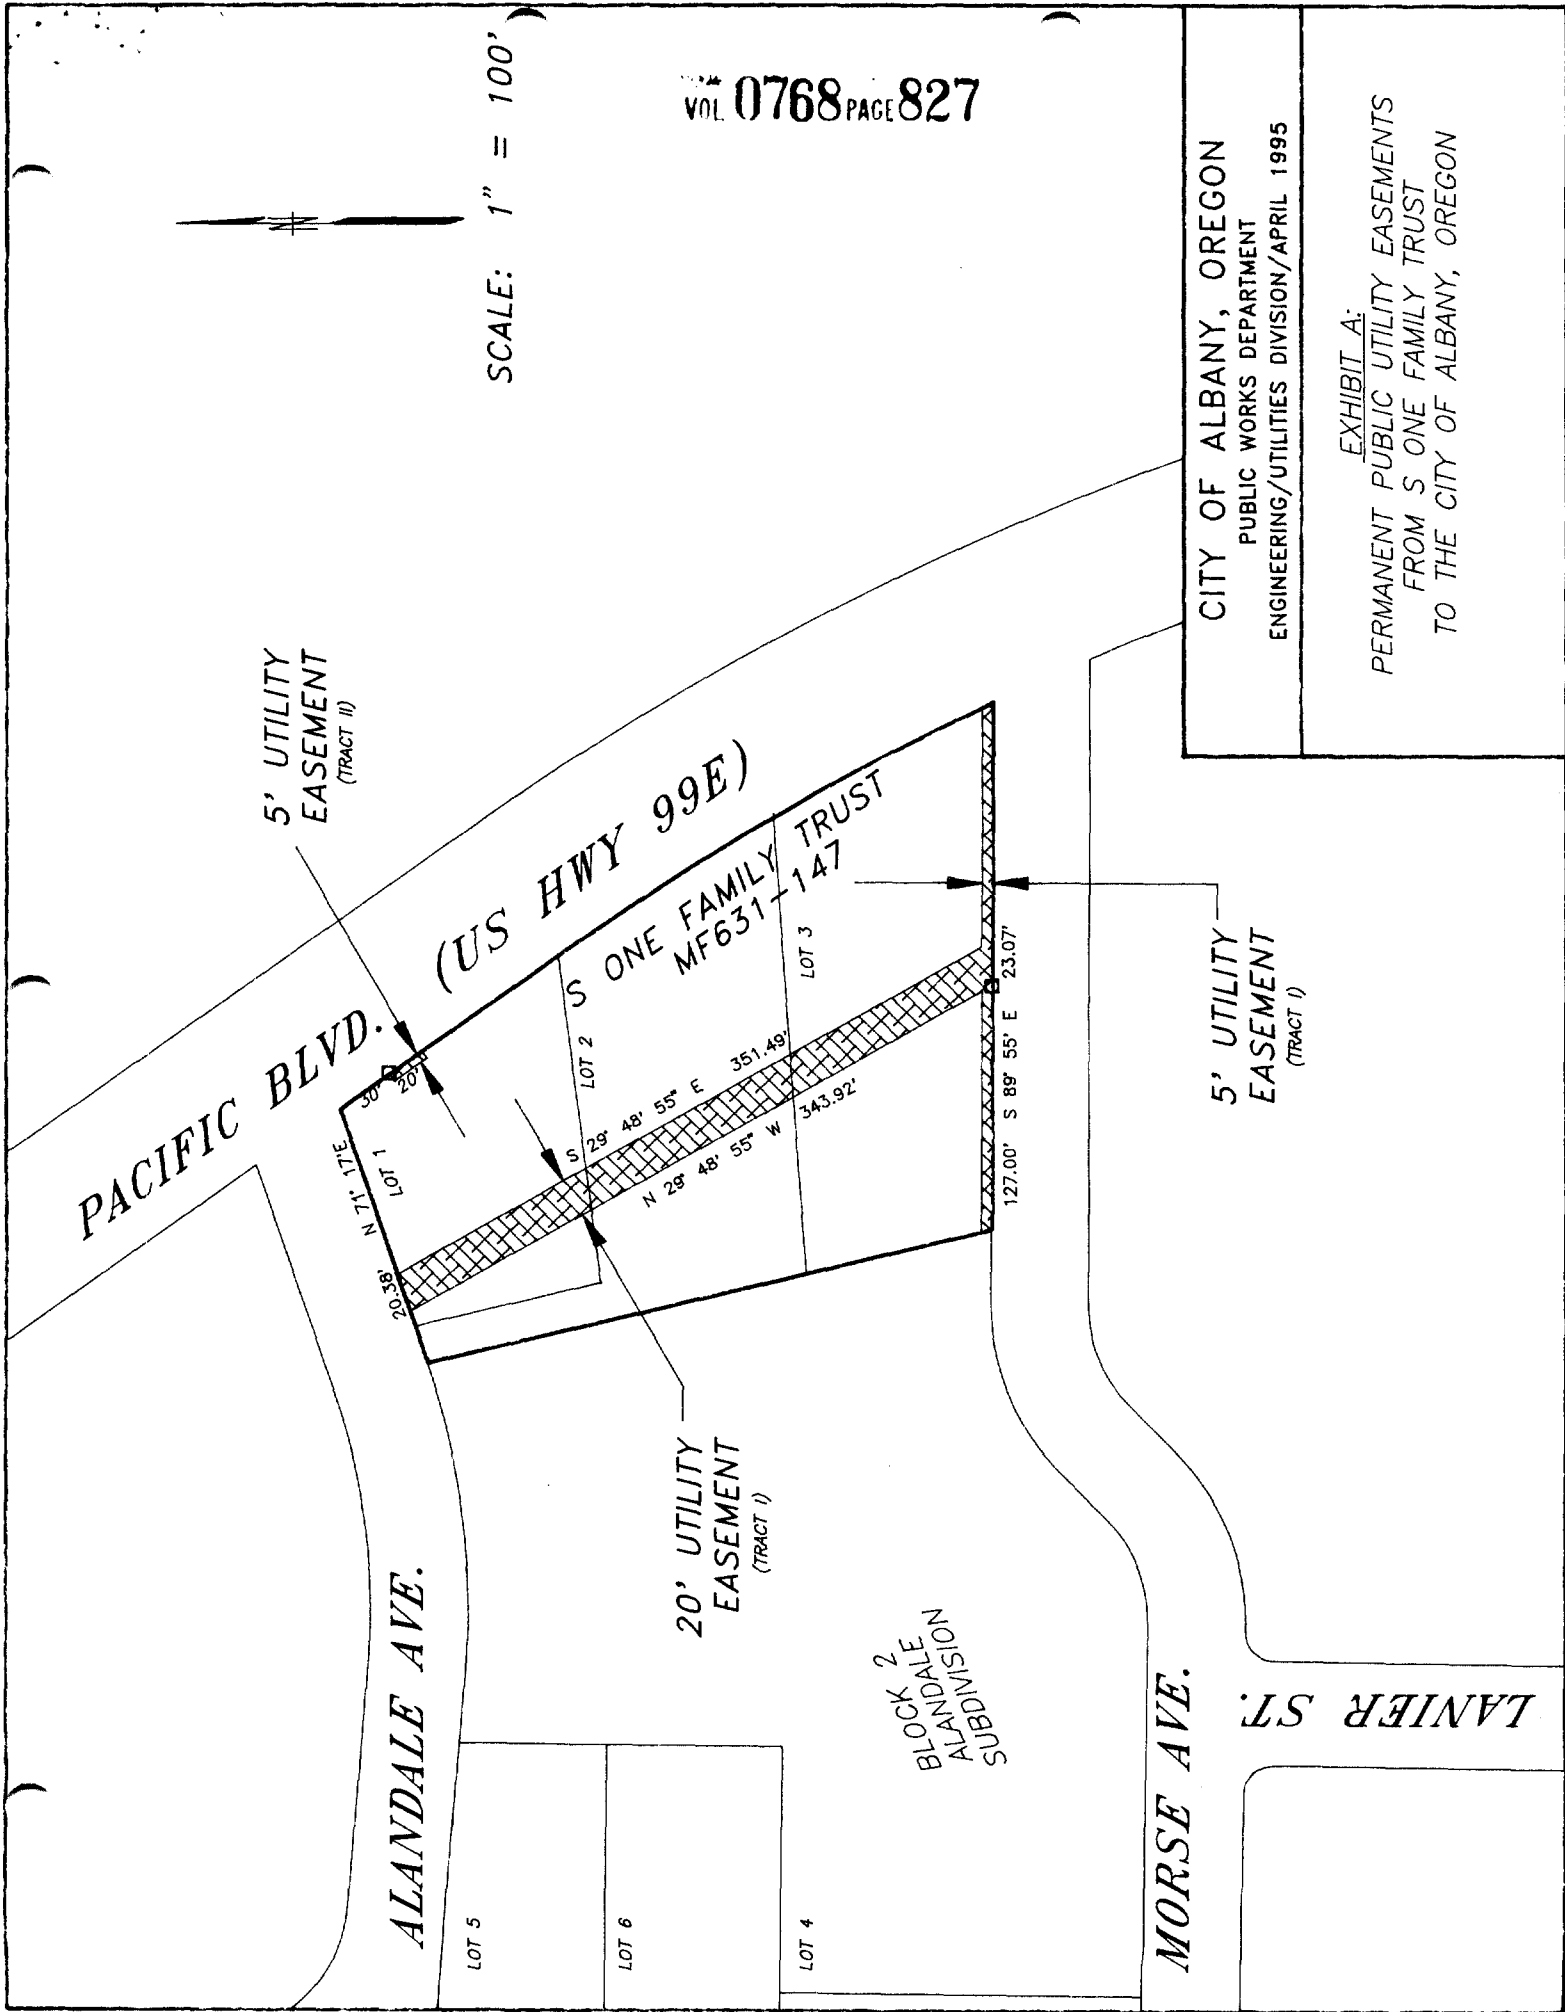 VOL 0768 PAGE 827
SCALE: 1" = 100'
5' UTILITY
EASEMENT
(TRACT II)
PACIFIC BLVD. (US HWY 99E)
30'
20'
N 71° 17'E
LOT 1
20.38'
S ONE FAMILY TRUST
MF631-147
LOT 2
LOT 3
S 29° 48' 55" E 351.49'
N 29° 48' 55" W 343.92'
127.00' S 89° 55' E 23.07'
20' UTILITY
EASEMENT
(TRACT I)
5' UTILITY
EASEMENT
(TRACT I)
ALANDALE AVE.
LOT 5
LOT 6
LOT 4
BLOCK 2
ALANDALE
SUBDIVISION
MORSE AVE.
LANIER ST.
CITY OF ALBANY, OREGON
PUBLIC WORKS DEPARTMENT
ENGINEERING/UTILITIES DIVISION/APRIL 1995
EXHIBIT A:
PERMANENT PUBLIC UTILITY EASEMENTS
FROM S ONE FAMILY TRUST
TO THE CITY OF ALBANY, OREGON